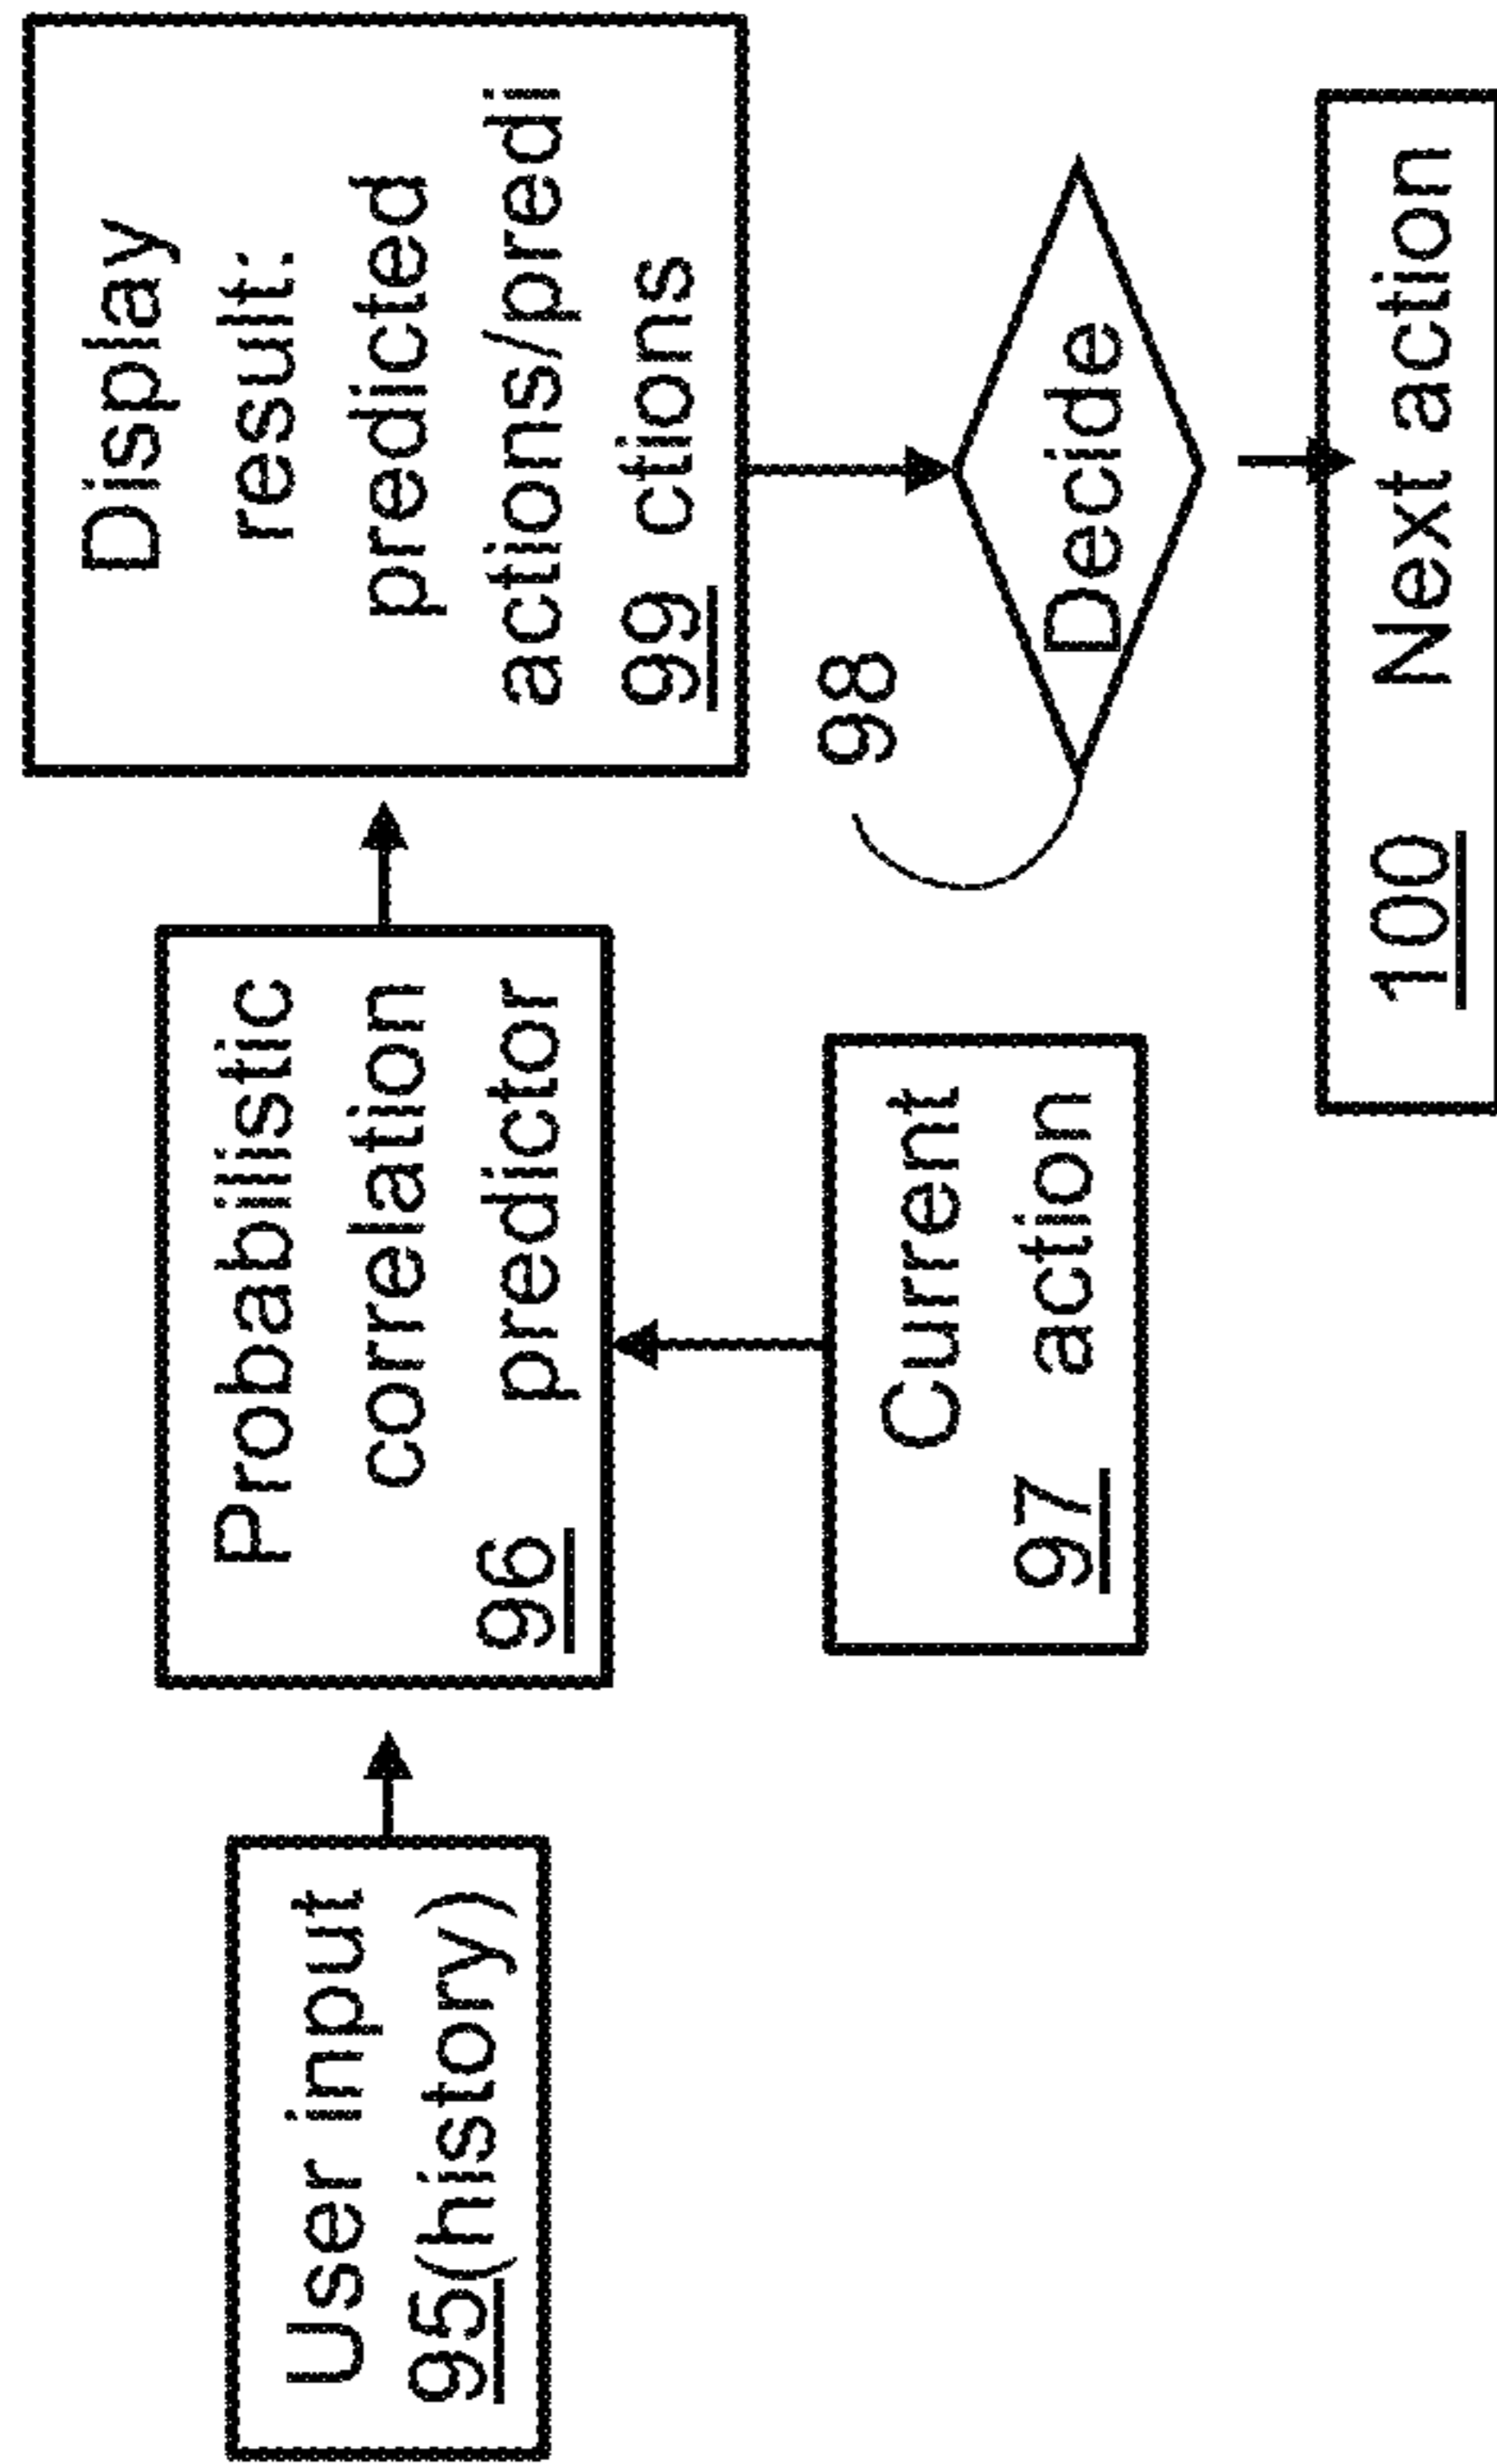 User input
95(history)
Probabilistic
correlation
96 predictor
Current
97 action
Display
result:
predicted
actions/predi
99 ctions
98
Decide
100 Next action